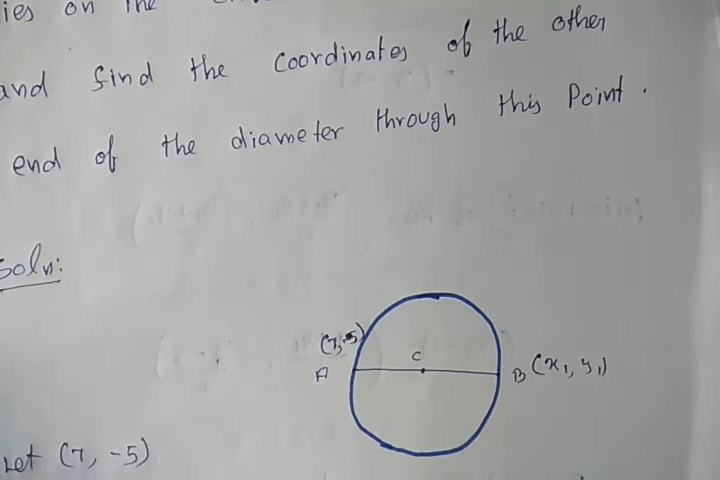 ies on the
and find the coordinates of the other
end of the diameter through this Point.
Soln:
(7,-5)
A C B (x1, y1)
Let (7, -5)